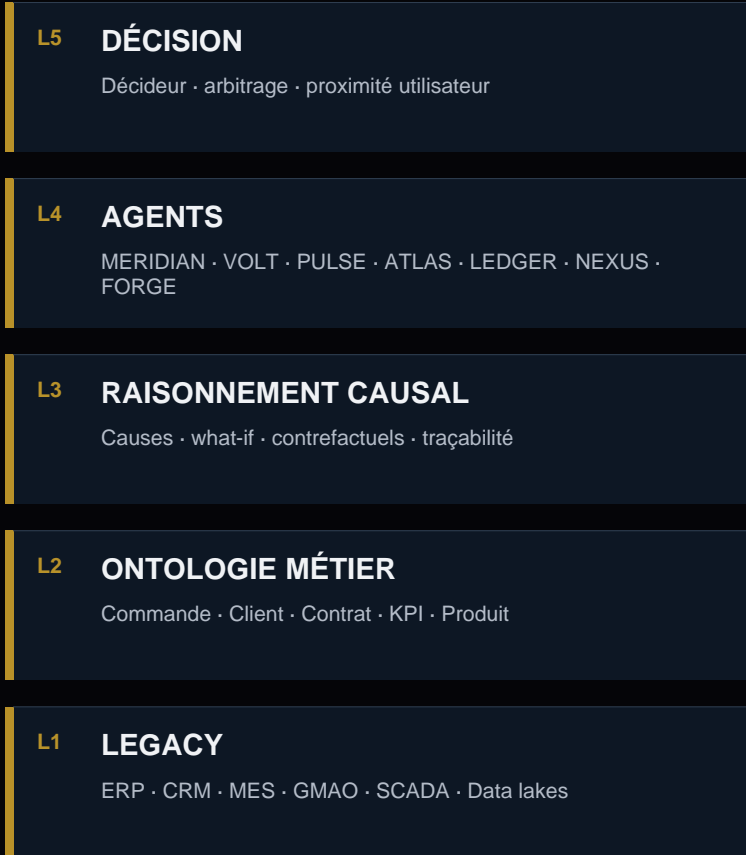 L5 DÉCISION
Décideur · arbitrage · proximité utilisateur
L4 AGENTS
MERIDIAN · VOLT · PULSE · ATLAS · LEDGER · NEXUS ·
FORGE
L3 RAISONNEMENT CAUSAL
Causes · what-if · contrefactuels · traçabilité
L2 ONTOLOGIE MÉTIER
Commande · Client · Contrat · KPI · Produit
L1 LEGACY
ERP · CRM · MES · GMAO · SCADA · Data lakes